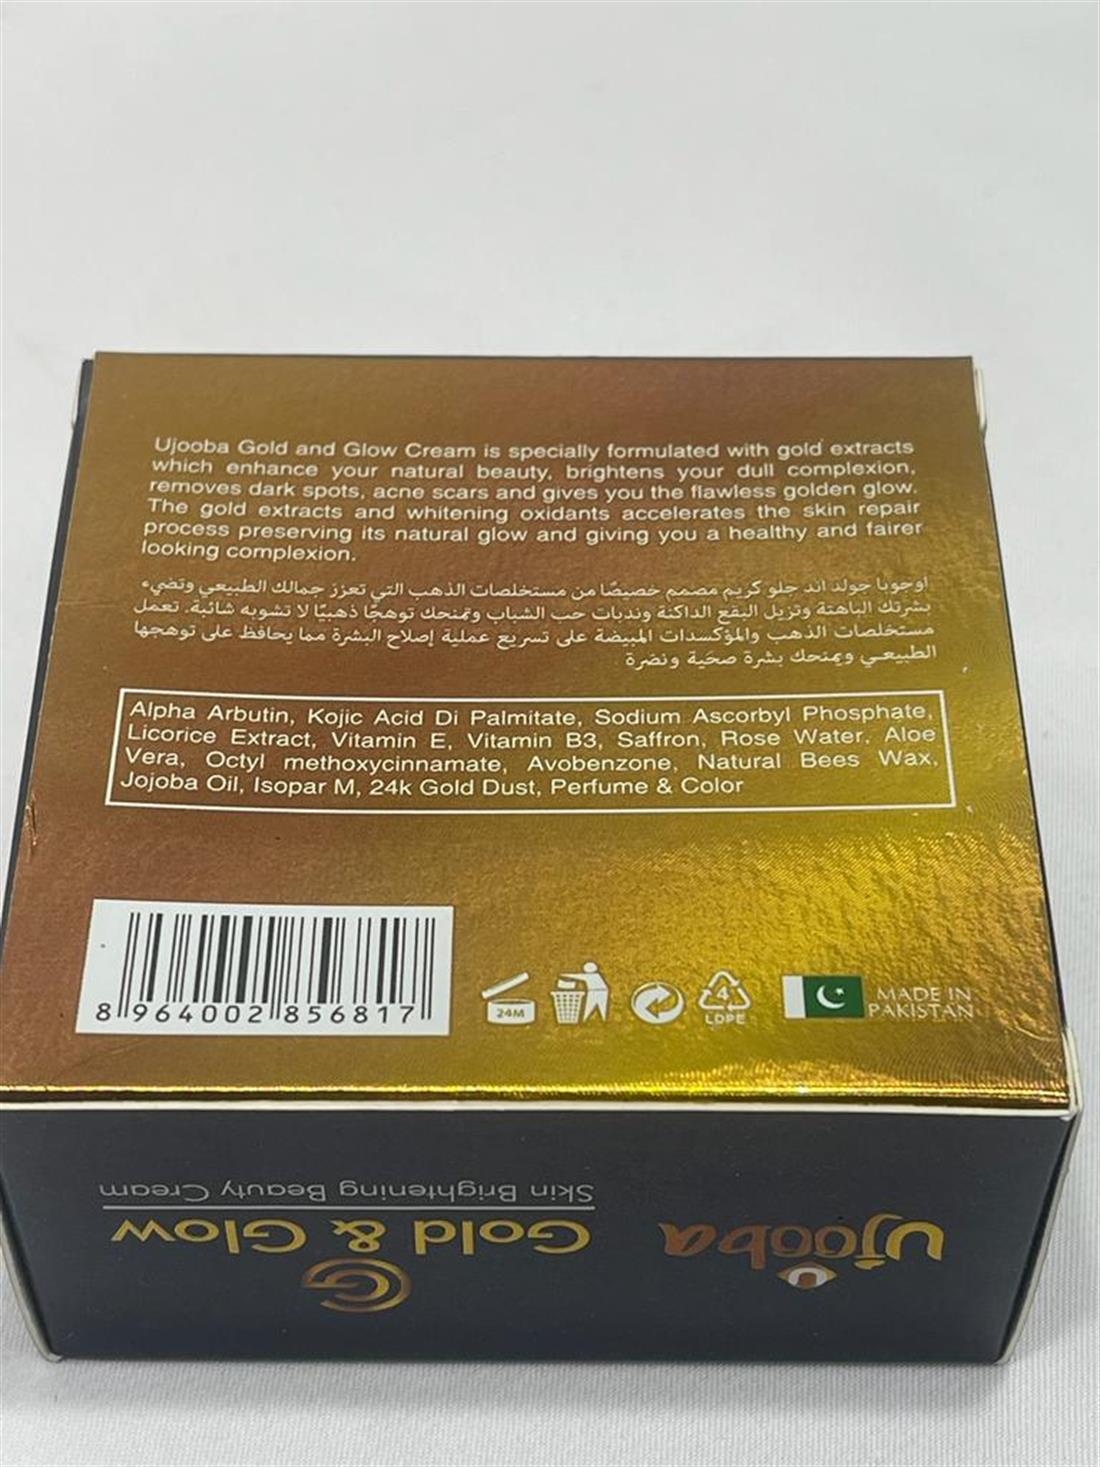 Ujooba Gold and Glow Cream is specially formulated with gold extracts
which enhance your natural beauty, brightens your dull complexion,
removes dark spots, acne scars and gives you the flawless golden glow.
The gold extracts and whitening oxidants accelerates the skin repair
process preserving its natural glow and giving you a healthy and fairer
looking complexion.
اوجوبا جولد اند جلو كريم مصمم خصيصًا من مستخلصات الذهب التي تعزز جمالك الطبيعي وتضيء
بشرتك الباهتة وتزيل البقع الداكنة وندبات حب الشباب وتمنحك توهجًا ذهبيًا لا تشوبه شائبة. تعمل
مستخلصات الذهب والمؤكسدات المبيضة على تسريع عملية إصلاح البشرة مما يحافظ على توهجها
الطبيعي ويمنحك بشرة صحية ونضرة
Alpha Arbutin, Kojic Acid Di Palmitate, Sodium Ascorbyl Phosphate,
Licorice Extract, Vitamin E, Vitamin B3, Saffron, Rose Water, Aloe
Vera, Octyl methoxycinnamate, Avobenzone, Natural Bees Wax,
Jojoba Oil, Isopar M, 24k Gold Dust, Perfume & Color
8 964002 856817
24M
4
LDPE
MADE IN
PAKISTAN
Ujooba
Gold & Glow
Skin Brightening Beauty Cream